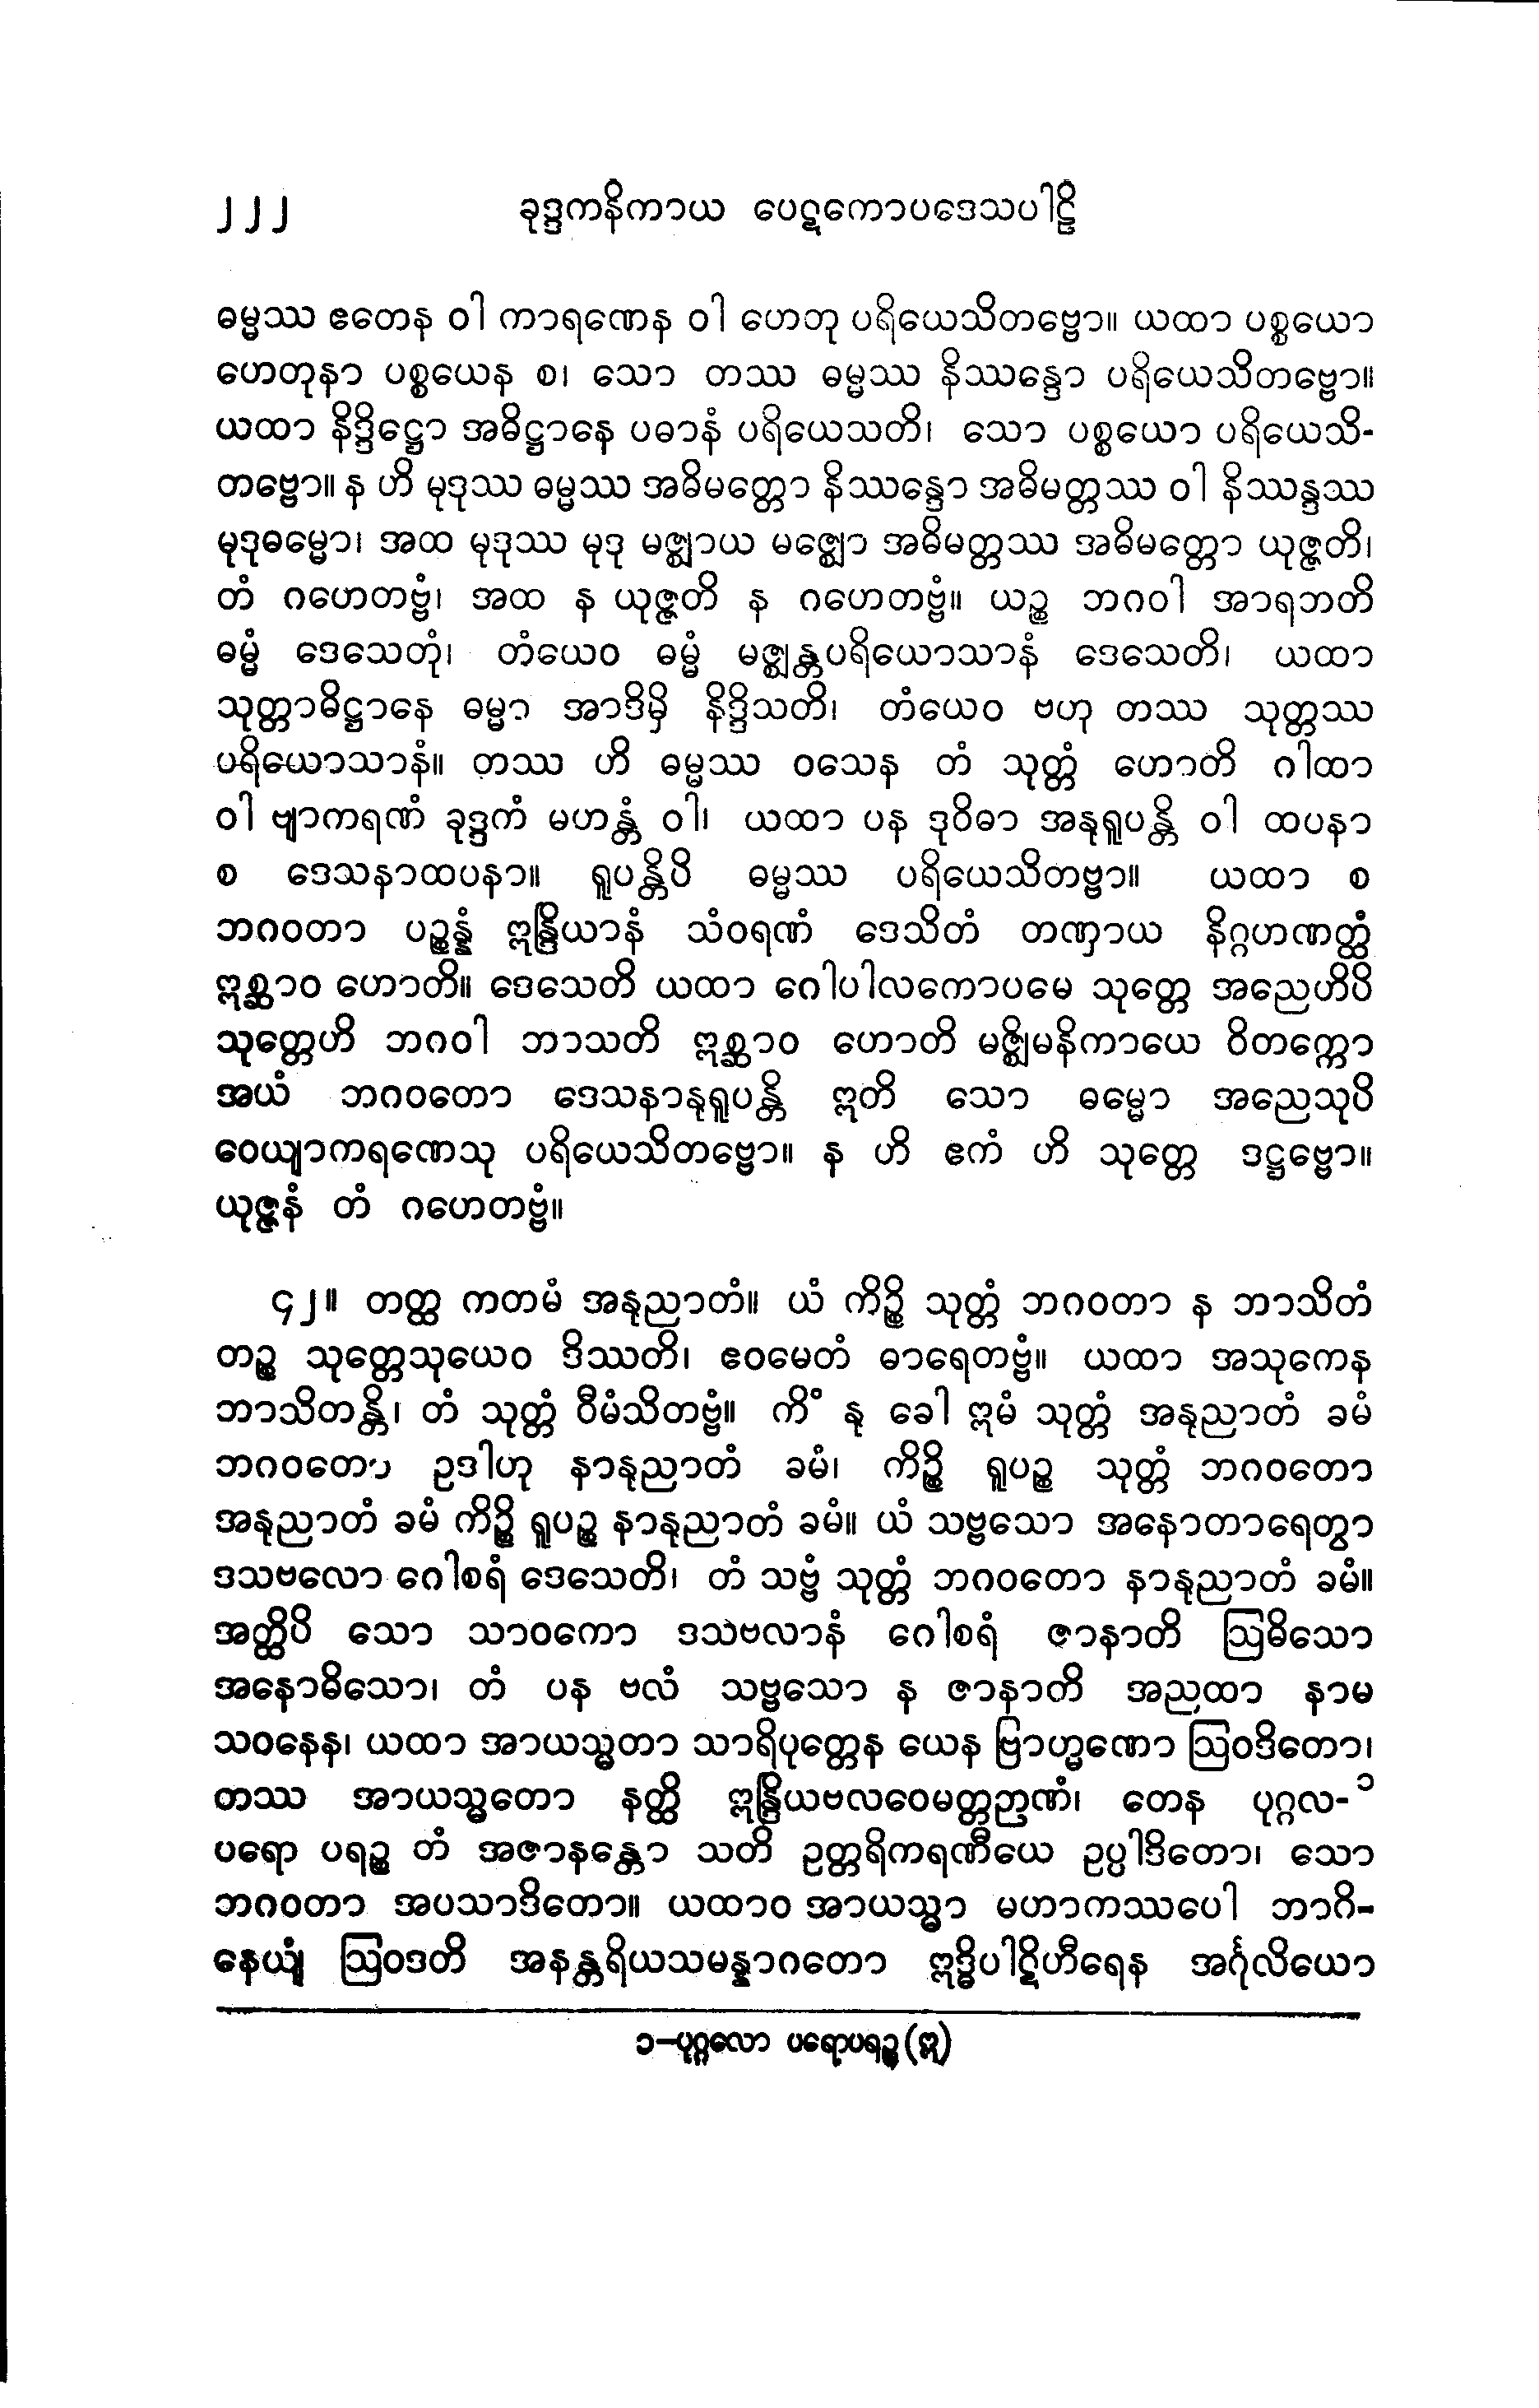 ၂၂၂ ခုဒ္ဒကနိကာယ ပေဋကောပဒေသပါဠိ
ဓမ္မဿ ဧတေန ဝါ ကာရဏေန ဝါ ဟေတု ပရိယေသိတဗ္ဗော။ ယထာ ပစ္စယော
ဟေတုနာ ပစ္စယေန စ၊ သော တဿ ဓမ္မဿ နိဿန္ဒော ပရိယေသိတဗ္ဗော။
ယထာ နိဒ္ဒိဋ္ဌော အဓိဋ္ဌာနေ ပဓာနံ ပရိယေသတိ၊ သော ပစ္စယော ပရိယေသိ-
တဗ္ဗော။ န ဟိ မုဒုဿ ဓမ္မဿ အဓိမတ္တော နိဿန္ဒော အဓိမတ္တဿ ဝါ နိဿန္ဒဿ
မုဒုဓမ္မော၊ အထ မုဒုဿ မုဒု မဇ္ဈာယ မဇ္ဈော အဓိမတ္တဿ အဓိမတ္တော ယုဇ္ဇတိ၊
တံ ဂဟေတဗ္ဗံ၊ အထ န ယုဇ္ဇတိ န ဂဟေတဗ္ဗံ။ ယဉ္စ ဘဂဝါ အာရဘတိ
ဓမ္မံ ဒေသေတုံ၊ တံယေဝ ဓမ္မံ မဇ္ဈန္တပရိယောသာနံ ဒေသေတိ၊ ယထာ
သုတ္တာဓိဋ္ဌာနေ ဓမ္မာ အာဒိမှိ နိဒ္ဒိသတိ၊ တံယေဝ ဗဟု တဿ သုတ္တဿ
ပရိယောသာနံ။ တဿ ဟိ ဓမ္မဿ ဝသေန တံ သုတ္တံ ဟောတိ ဂါထာ
ဝါ ဗျာကရဏံ ခုဒ္ဒကံ မဟန္တံ ဝါ၊ ယထာ ပန ဒုဝိဓာ အနုရူပန္တိ ဝါ ထပနာ
စ ဒေသနာထပနာ။ ရူပန္တိပိ ဓမ္မဿ ပရိယေသိတဗ္ဗာ။ ယထာ စ
ဘဂဝတာ ပဉ္စန္နံ ဣန္ဒြိယာနံ သံဝရဏံ ဒေသိတံ တဏှာယ နိဂ္ဂဟဏတ္ထံ
ဣစ္ဆာဝ ဟောတိ။ ဒေသေတိ ယထာ ဂေါပါလကောပမေ သုတ္တေ အညေဟိပိ
သုတ္တေဟိ ဘဂဝါ ဘာသတိ ဣစ္ဆာဝ ဟောတိ မဇ္ဈိမနိကာယေ ဝိတက္ကော
အယံ ဘဂဝတော ဒေသနာနုရူပန္တိ ဣတိ သော ဓမ္မော အညေသုပိ
ဝေယျာကရဏေသု ပရိယေသိတဗ္ဗော။ န ဟိ ဧကံ ဟိ သုတ္တေ ဒဋ္ဌဗ္ဗော။
ယုဇ္ဇနံ တံ ဂဟေတဗ္ဗံ။
၄၂။ တတ္ထ ကတမံ အနုညာတံ။ ယံ ကိဉ္စိ သုတ္တံ ဘဂဝတာ န ဘာသိတံ
တဉ္စ သုတ္တေသုယေဝ ဒိဿတိ၊ ဧဝမေတံ ဓာရေတဗ္ဗံ။ ယထာ အသုကေန
ဘာသိတန္တိ၊ တံ သုတ္တံ ဝီမံသိတဗ္ဗံ။ ကိံ နု ခေါ ဣမံ သုတ္တံ အနုညာတံ ခမံ
ဘဂဝတော ဥဒါဟု နာနုညာတံ ခမံ၊ ကိဉ္စိ ရူပဉ္စ သုတ္တံ ဘဂဝတော
အနုညာတံ ခမံ ကိဉ္စိ ရူပဉ္စ နာနုညာတံ ခမံ။ ယံ သဗ္ဗသော အနောတာရေတွာ
ဒသဗလော ဂေါစရံ ဒေသေတိ၊ တံ သဗ္ဗံ သုတ္တံ ဘဂဝတော နာနုညာတံ ခမံ။
အတ္ထိပိ သော သာဝကော ဒသဗလာနံ ဂေါစရံ ဇာနာတိ ဩဓိသော
အနောဓိသော၊ တံ ပန ဗလံ သဗ္ဗသော န ဇာနာတိ အညထာ နာမ
သဝနေန၊ ယထာ အာယသ္မတာ သာရိပုတ္တေန ယေန ဗြာဟ္မဏော ဩဝဒိတော၊
တဿ အာယသ္မတော နတ္ထိ ဣန္ဒြိယဗလဝေမတ္တဉာဏံ၊ တေန ပုဂ္ဂလ-၁
ပရော ပရဉ္စ တံ အဇာနန္တော သတိ ဥတ္တရိကရဏီယေ ဥပ္ပါဒိတော၊ သော
ဘဂဝတာ အပသာဒိတော။ ယထာဝ အာယသ္မာ မဟာကဿပေါ ဘာဂိ-
နေယျံ ဩဝဒတိ အနန္တရိယသမန္နာဂတော ဣဒ္ဓိပါဋိဟီရေန အင်္ဂုလိယော
၁-ပုဂ္ဂလော ပရောပရဉ္စ (ဣ)